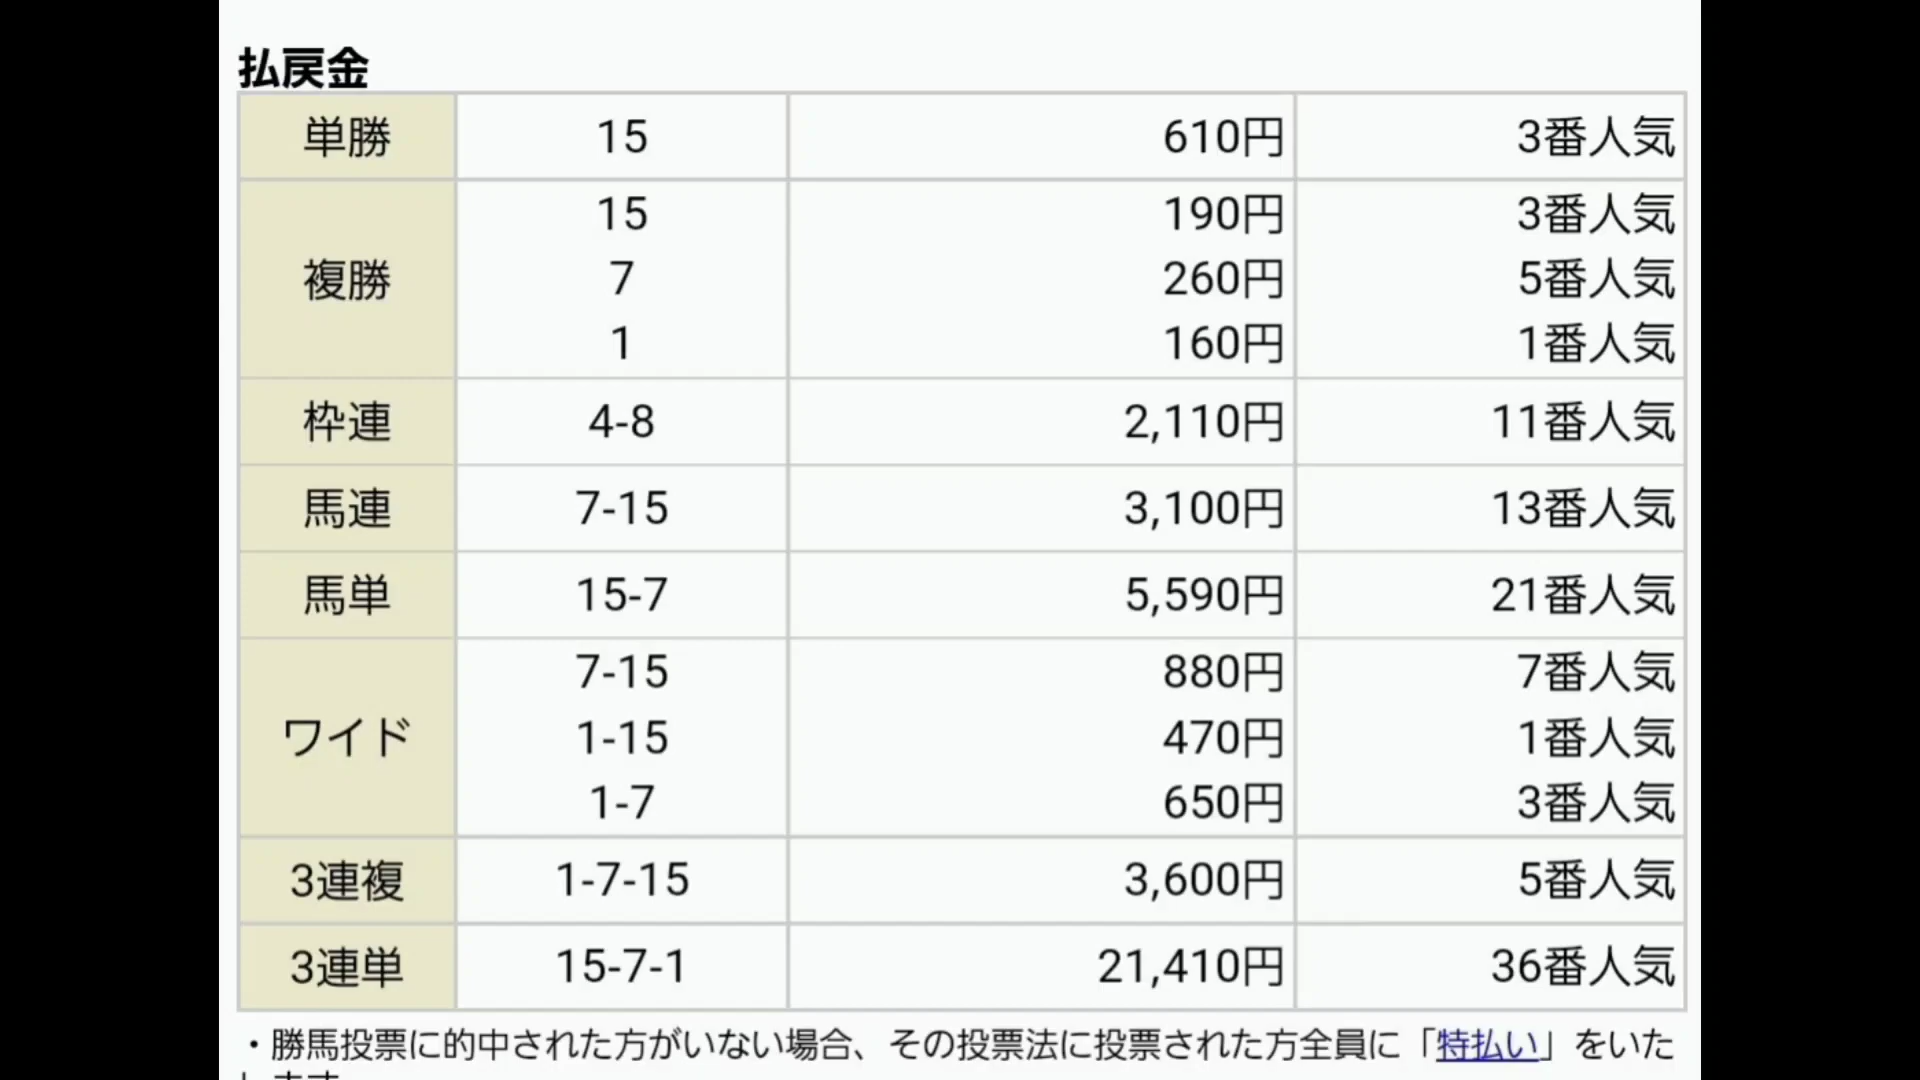 払戻金
単勝 15 610円 3番人気
複勝 15 190円 3番人気
7 260円 5番人気
1 160円 1番人気
枠連 4-8 2,110円 11番人気
馬連 7-15 3,100円 13番人気
馬単 15-7 5,590円 21番人気
ワイド 7-15 880円 7番人気
1-15 470円 1番人気
1-7 650円 3番人気
3連複 1-7-15 3,600円 5番人気
3連単 15-7-1 21,410円 36番人気
・勝馬投票に的中された方がいない場合、その投票法に投票された方全員に「特払い」をいた